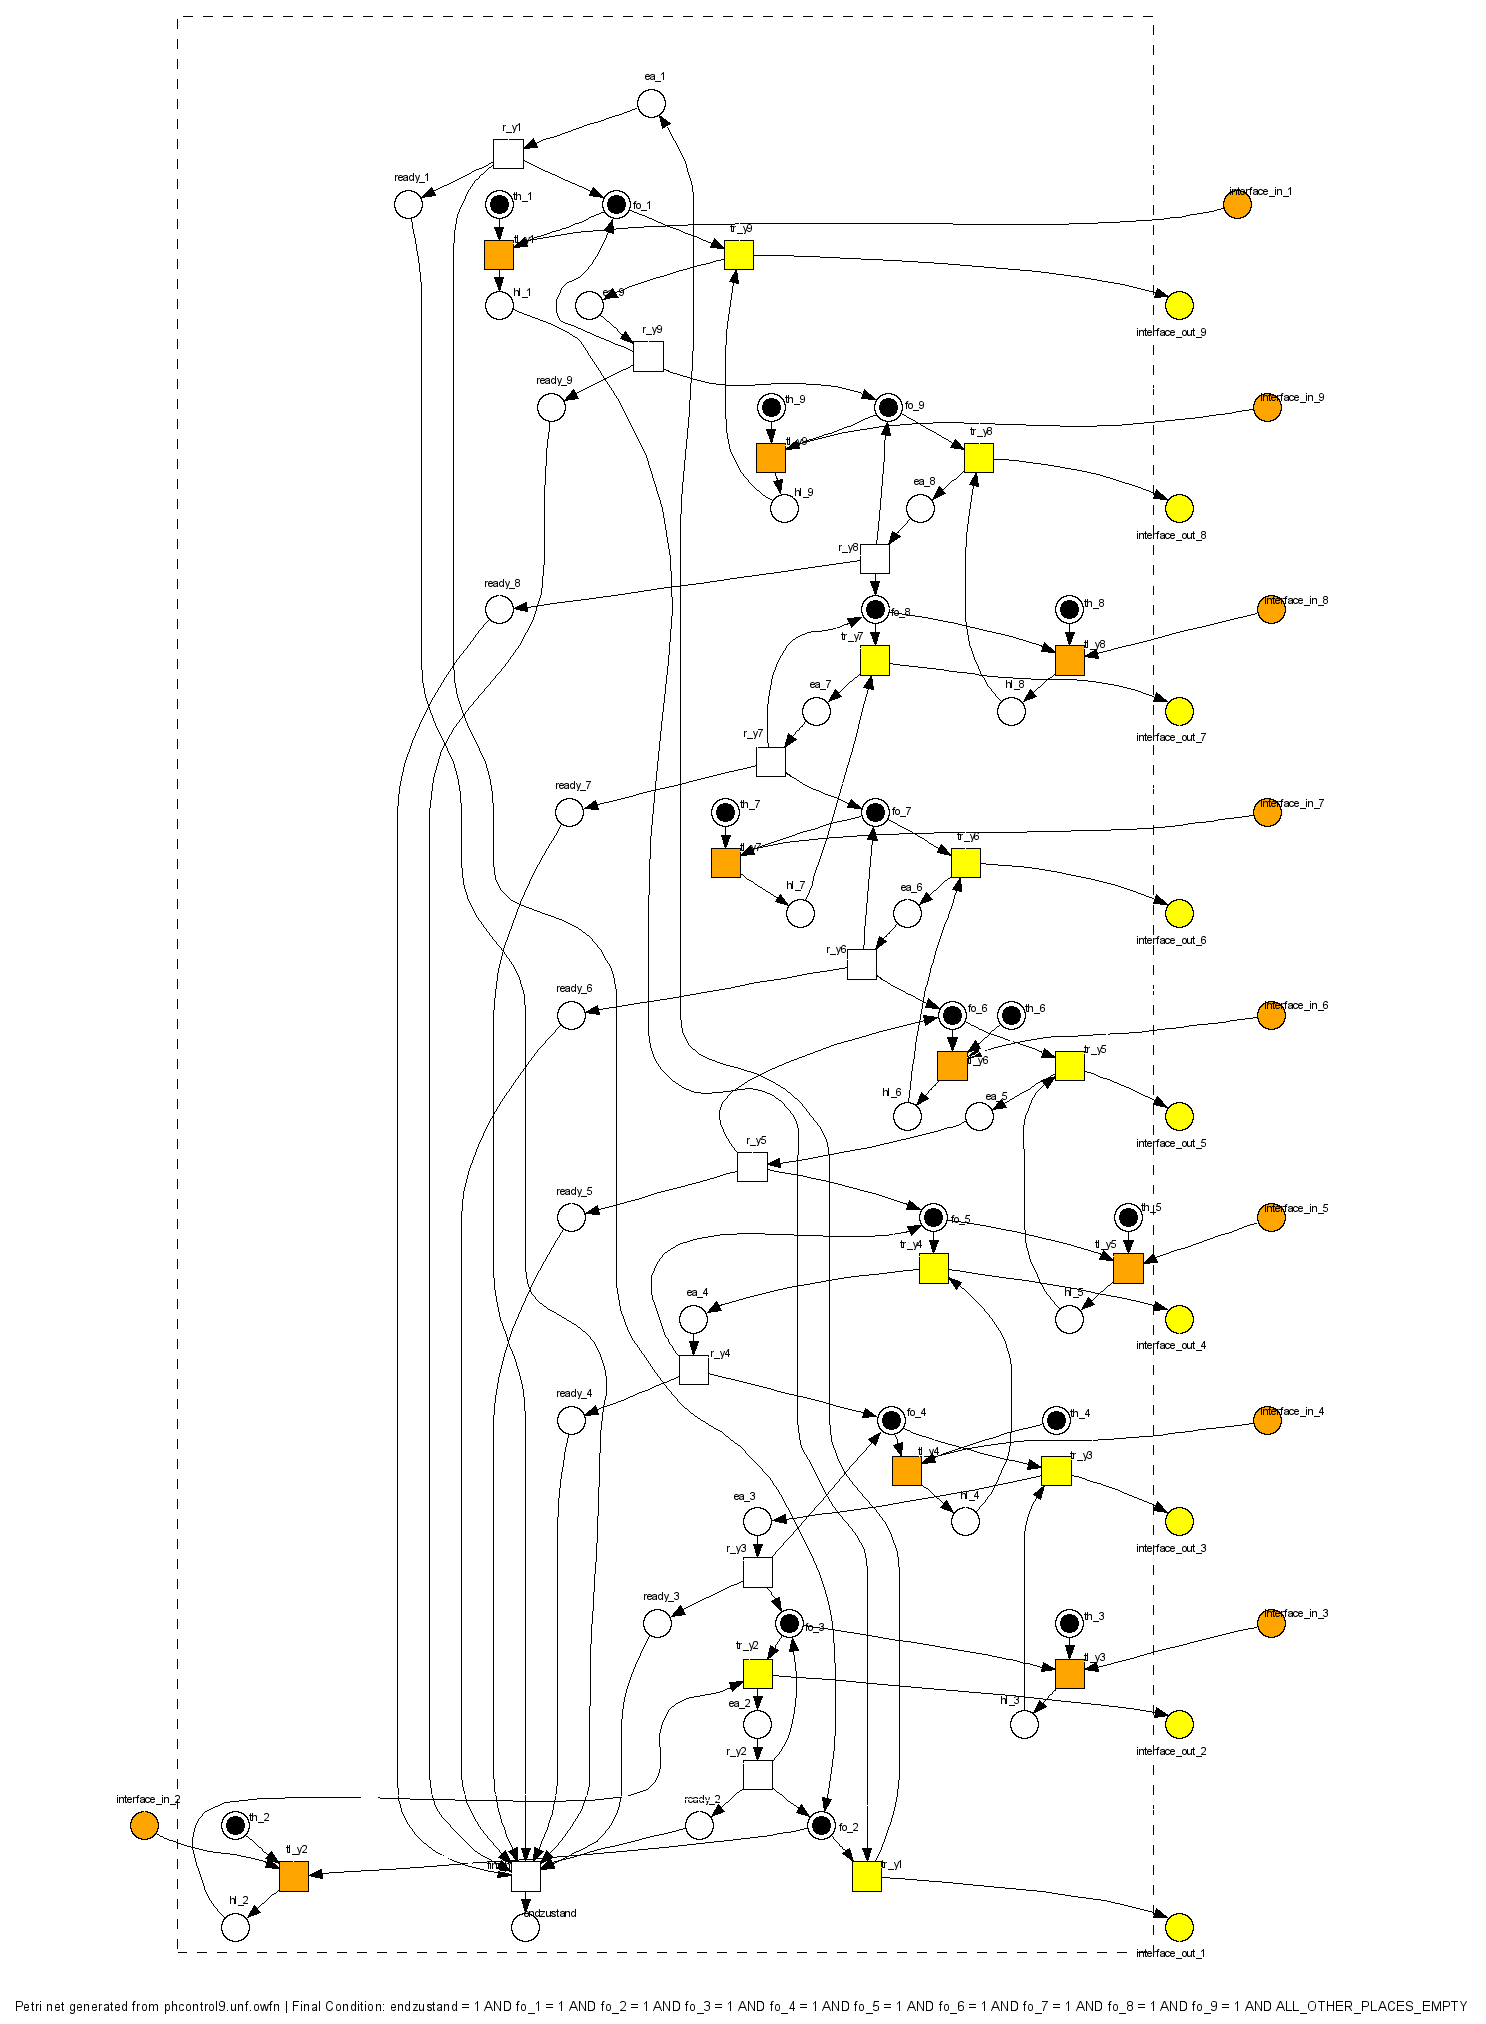 ea_1
r_y1
ready_1
th_1
fo_1
interface_in_1
tr_y9
hl_1
interface_out_9
r_y9
ready_9
th_9
fo_9
interface_in_9
tr_y8
tl_y9
ea_8
hl_9
interface_out_8
r_y8
ready_8
th_8
interface_in_8
fo_8
tr_y7
tl_y8
ea_7
hl_8
interface_out_7
r_y7
ready_7
th_7
fo_7
interface_in_7
tr_y6
hl_7
ea_6
interface_out_6
r_y6
ready_6
fo_6
th_6
interface_in_6
tr_y5
tl_y6
hl_6
ea_5
interface_out_5
r_y5
ready_5
th_5
interface_in_5
fo_5
tr_y4
tl_y5
ea_4
hl_5
interface_out_4
r_y4
ready_4
fo_4
th_4
interface_in_4
tl_y4
tr_y3
ea_3
hl_4
interface_out_3
r_y3
ready_3
th_3
interface_in_3
fo_3
tr_y2
tl_y3
ea_2
hl_3
interface_out_2
r_y2
interface_in_2
th_2
ready_2
fo_2
tl_y2
tr_y1
hl_2
endzustand
interface_out_1
Petri net generated from phcontrol9.unf.owfn | Final Condition: endzustand = 1 AND fo_1 = 1 AND fo_2 = 1 AND fo_3 = 1 AND fo_4 = 1 AND fo_5 = 1 AND fo_6 = 1 AND fo_7 = 1 AND fo_8 = 1 AND fo_9 = 1 AND ALL_OTHER_PLACES_EMPTY